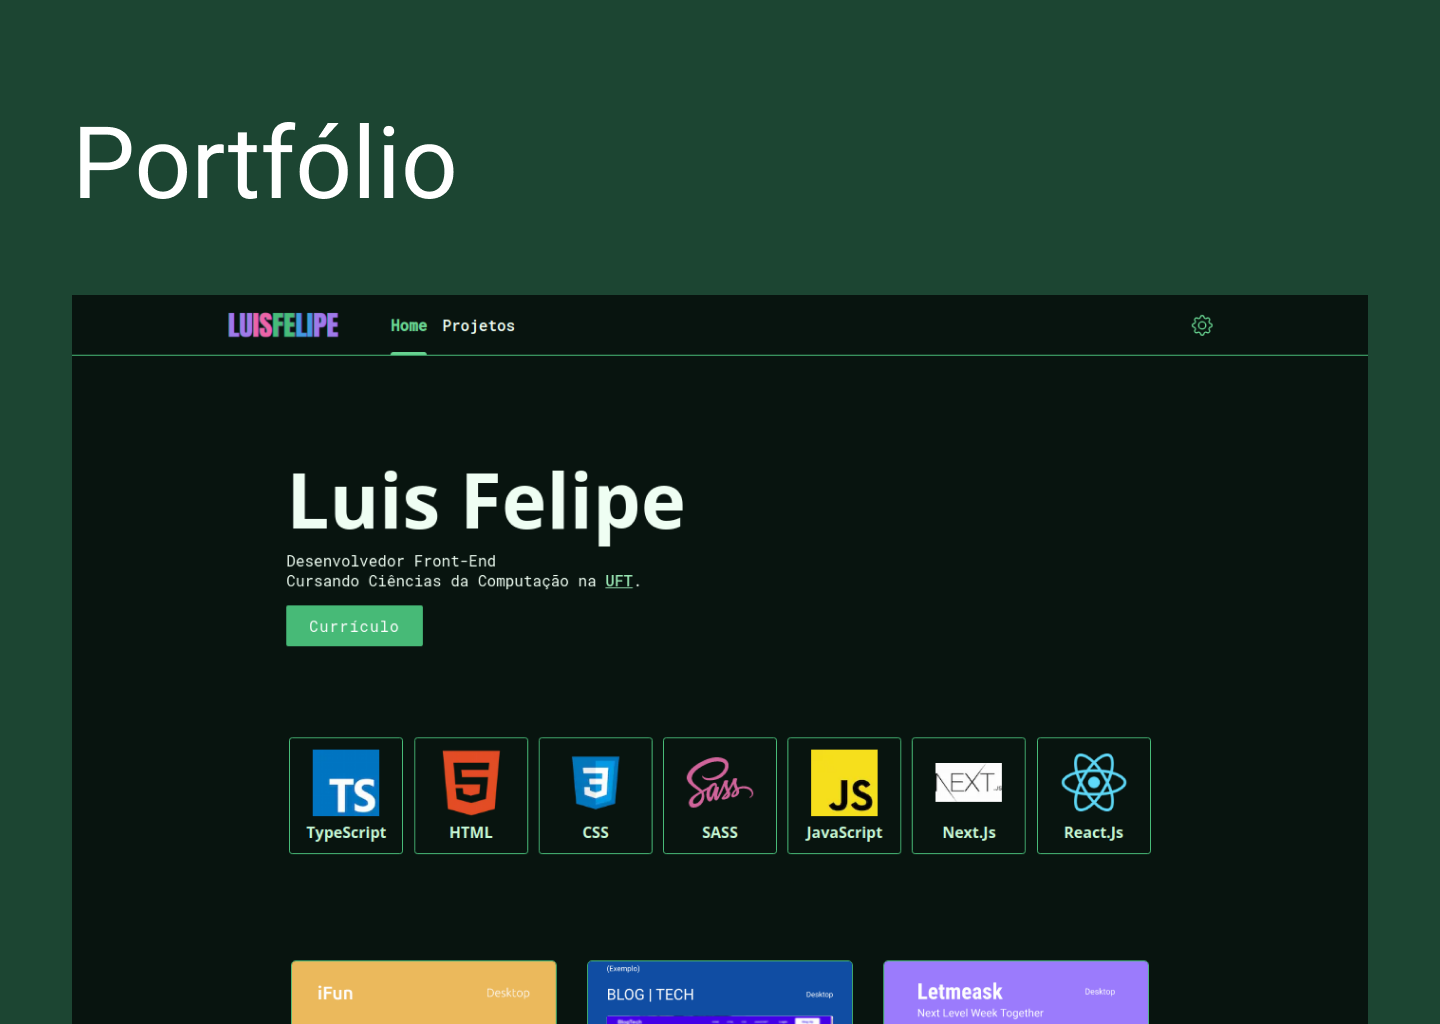 Portfólio
LUISFELIPE Home Projetos
Luis Felipe
Desenvolvedor Front-End
Cursando Ciências da Computação na UFT.
Currículo
TS 5 3 Sass JS NEXT.JS
TypeScript HTML CSS SASS JavaScript Next.Js React.Js
(Exemplo)
iFun Desktop BLOG | TECH Desktop Letmeask Desktop
Next Level Week Together
BlogTech